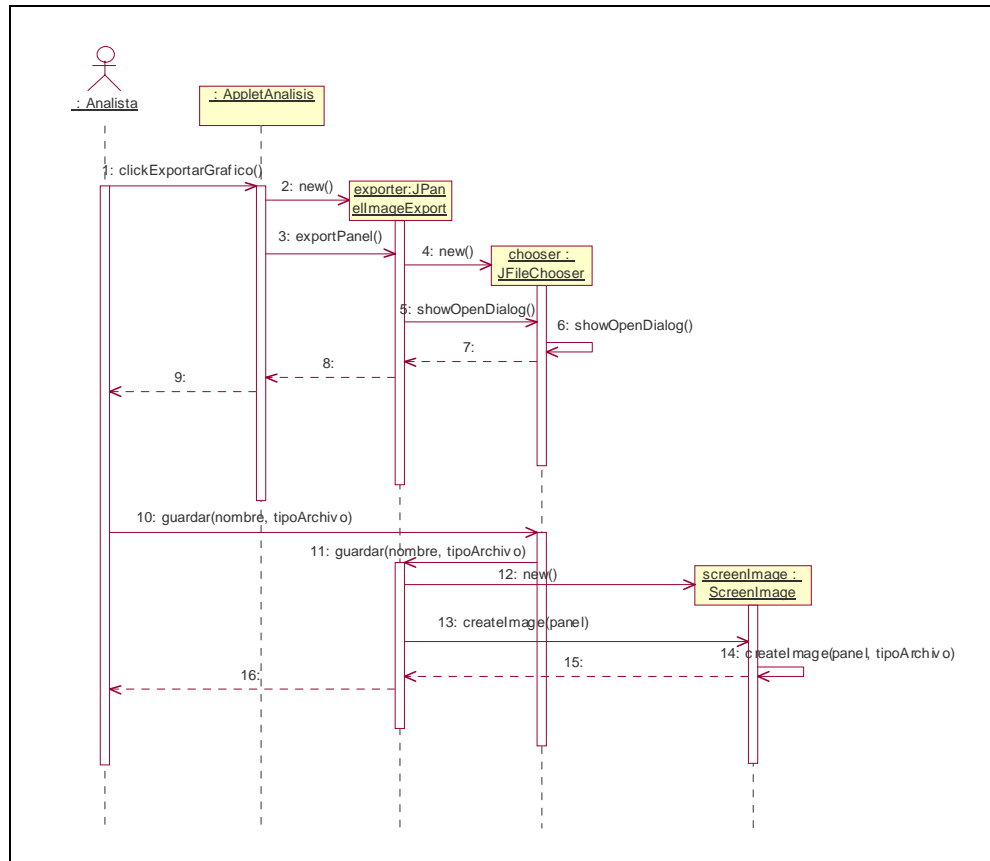 : Analista
: AppletAnalisis
1: clickExportarGrafico()
2: new()
exporter:JPan
elImageExport
3: exportPanel()
4: new()
chooser :
JFileChooser
5: showOpenDialog()
6: showOpenDialog()
7:
8:
9:
10: guardar(nombre, tipoArchivo)
11: guardar(nombre, tipoArchivo)
12: new()
screenImage :
ScreenImage
13: createImage(panel)
14: createImage(panel, tipoArchivo)
15:
16: